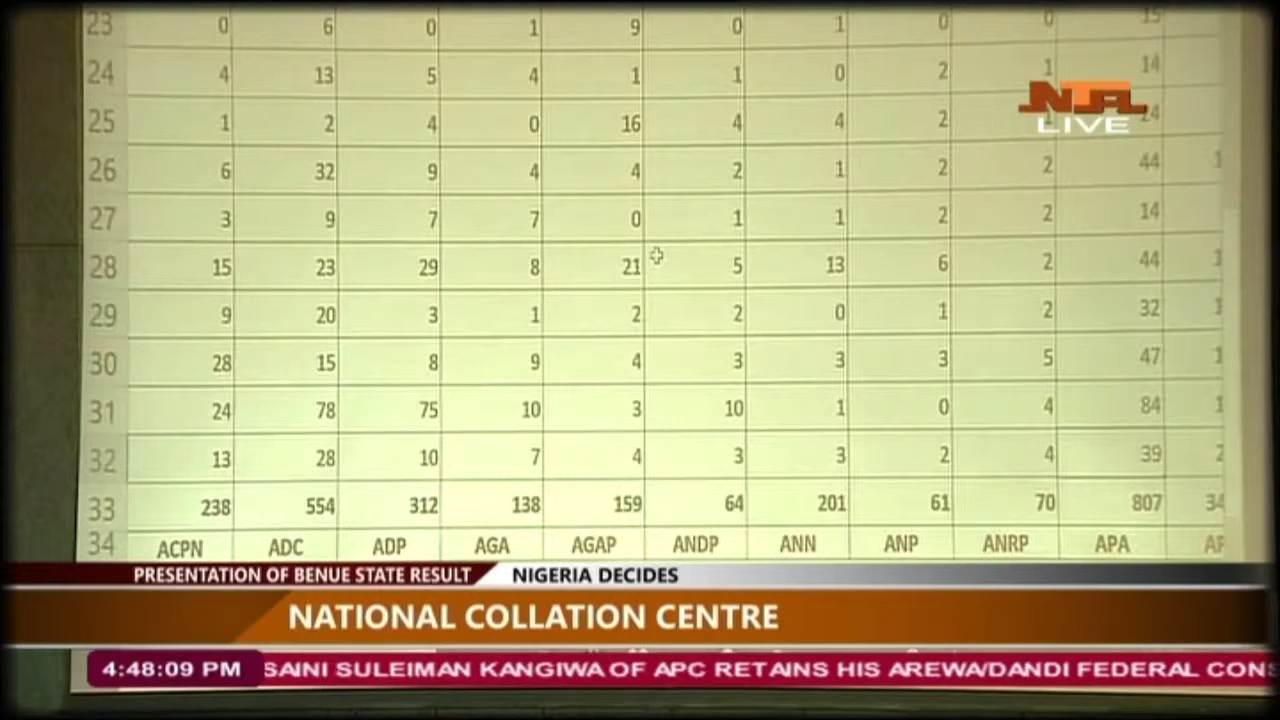 23 0 6 0 1 9 0 1 0 0 15
24 4 13 5 4 1 1 0 2 1 14
NTA
LIVE
25 1 2 4 0 16 4 4 2 24
26 6 32 9 4 4 2 1 2 2 44 1
27 3 9 7 7 0 1 1 2 2 14
28 15 23 29 8 21 5 13 6 2 44 1
29 9 20 3 1 2 2 0 1 2 32 1
30 28 15 8 9 4 3 3 3 5 47 1
31 24 78 75 10 3 10 1 0 4 84 1
32 13 28 10 7 4 3 3 2 4 39 2
33 238 554 312 138 159 64 201 61 70 807 34
34 ACPN ADC ADP AGA AGAP ANDP ANN ANP ANRP APA
PRESENTATION OF BENUE STATE RESULT NIGERIA DECIDES
NATIONAL COLLATION CENTRE
4:48:09 PM SAINI SULEIMAN KANGIWA OF APC RETAINS HIS AREWA/DANDI FEDERAL CONS